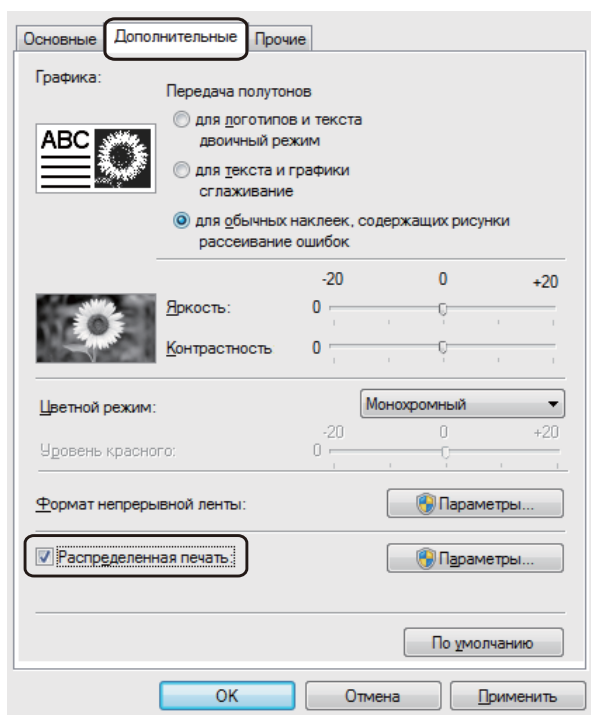 Основные Дополнительные Прочие
Графика:
Передача полутонов
ABC
для логотипов и текста
двоичный режим
для текста и графики
сглаживание
для обычных наклеек, содержащих рисунки
рассеивание ошибок
-20 0 +20
Яркость: 0
Контрастность 0
Цветной режим: Монохромный
-20 0 +20
Уровень красного: 0
Формат непрерывной ленты: Параметры...
Распределенная печать: Параметры...
По умолчанию
OK Отмена Применить